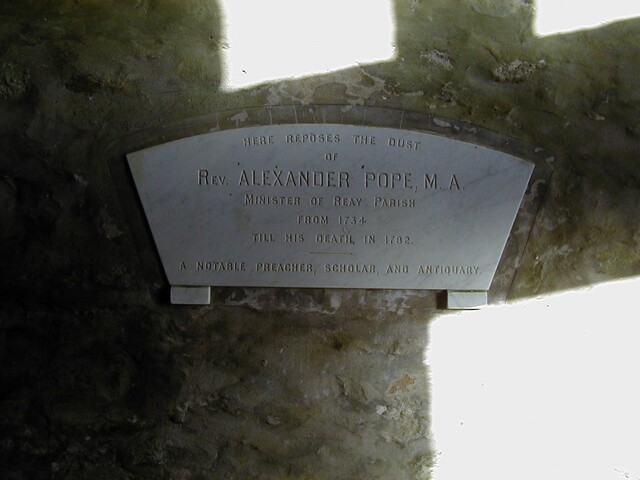 HERE REPOSES THE DUST
OF
REV. ALEXANDER POPE, M.A.
MINISTER OF REAY PARISH
FROM 1734
TILL HIS DEATH, IN 1782.
A NOTABLE PREACHER, SCHOLAR, AND ANTIQUARY.